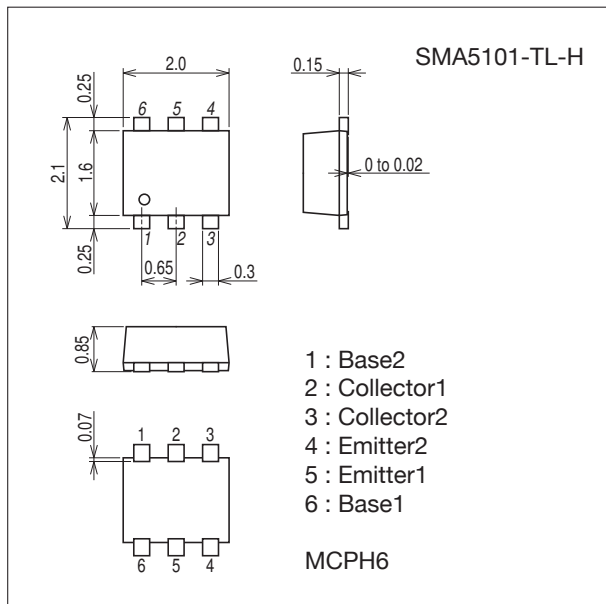 SMA5101-TL-H
2.0
0.15
0.25
6 5 4
2.1
1.6
0 to 0.02
1 2 3
0.25
0.65
0.3
0.85
1 : Base2
2 : Collector1
3 : Collector2
4 : Emitter2
5 : Emitter1
6 : Base1
0.07
1 2 3
6 5 4
MCPH6